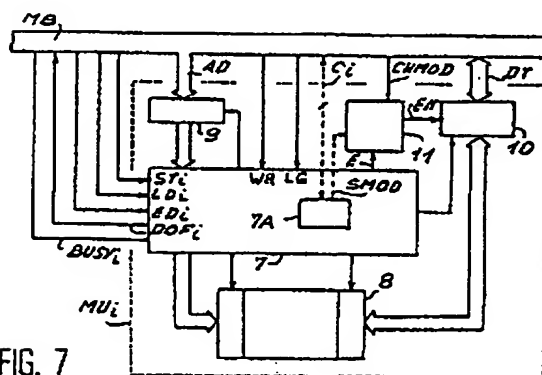 MB
AD
Ci
CHMOD
DT
EN
9
11
10
STi
LDi
EDi
DOFi
BUSYi
WR LG
E
SMOD
7A
7
8
MUi
FIG. 7